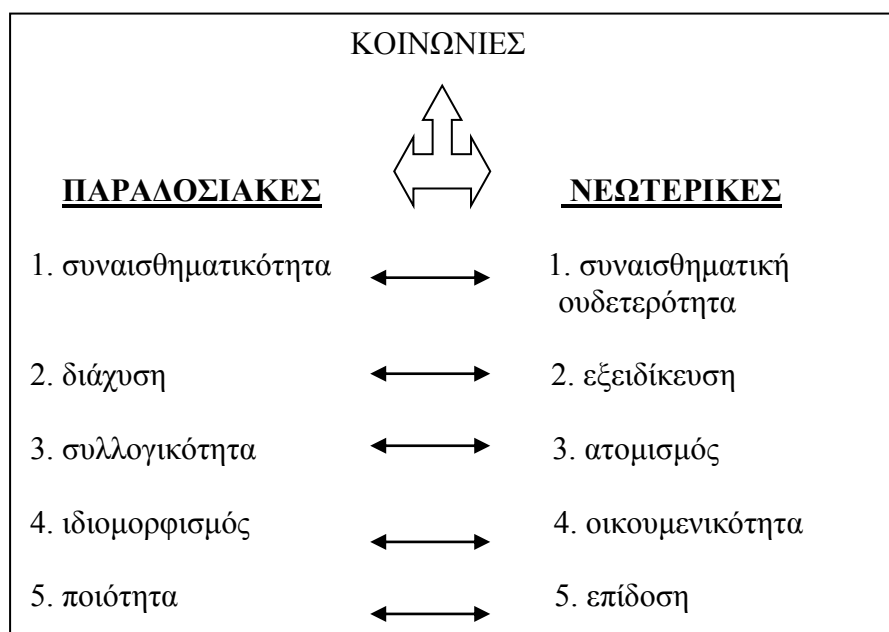 ΚΟΙΝΩΝΙΕΣ
ΠΑΡΑΔΟΣΙΑΚΕΣ ΝΕΩΤΕΡΙΚΕΣ
1. συναισθηματικότητα 1. συναισθηματική
ουδετερότητα
2. διάχυση 2. εξειδίκευση
3. συλλογικότητα 3. ατομισμός
4. ιδιομορφισμός 4. οικουμενικότητα
5. ποιότητα 5. επίδοση